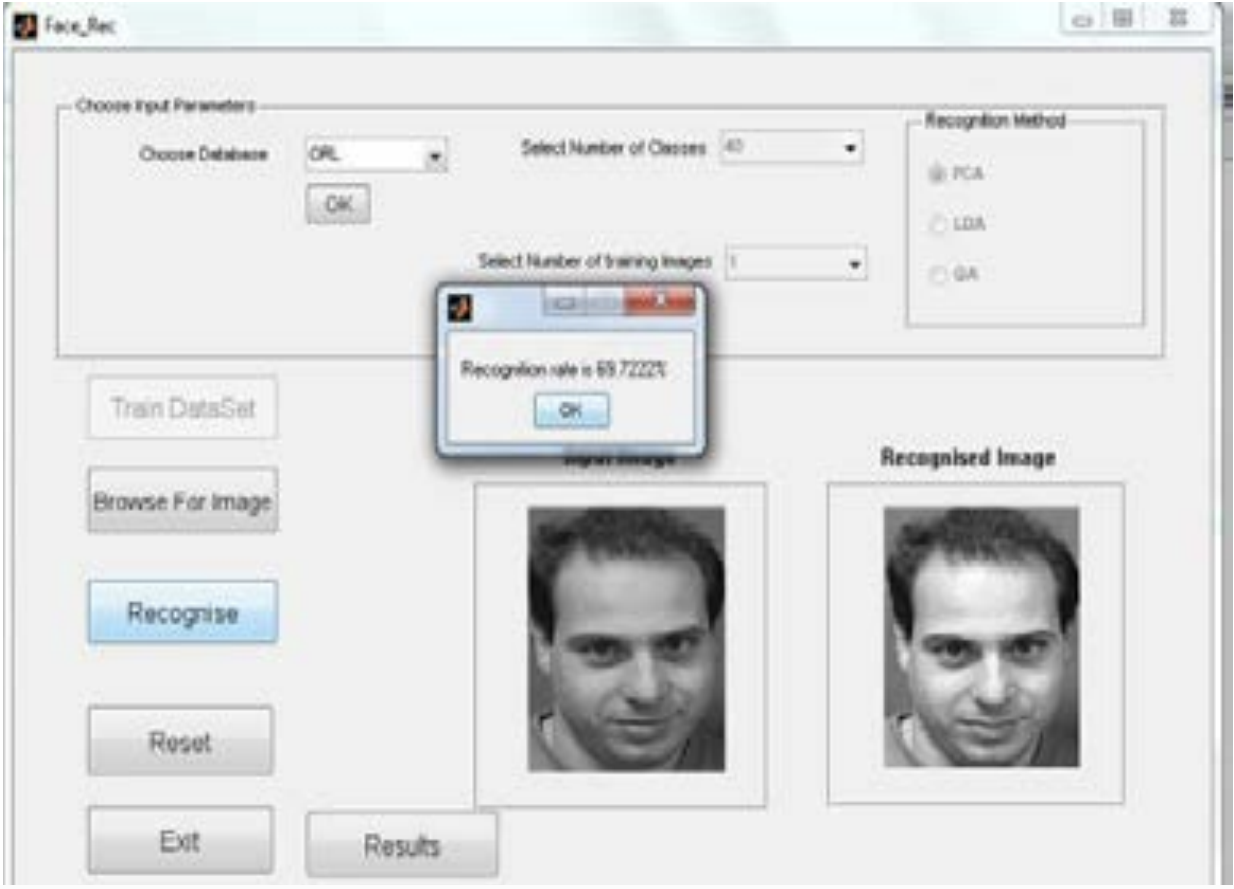 Face_Rec
Choose Input Parameters
Choose Database
ORL
OK
Select Number of Classes
40
Select Number of training Images
1
Recognition Method
PCA
LDA
GA
Recognition rate is 69.7222%
OK
Train DataSet
Browse For Image
Recognise
Reset
Exit
Results
Input Image
Recognised Image